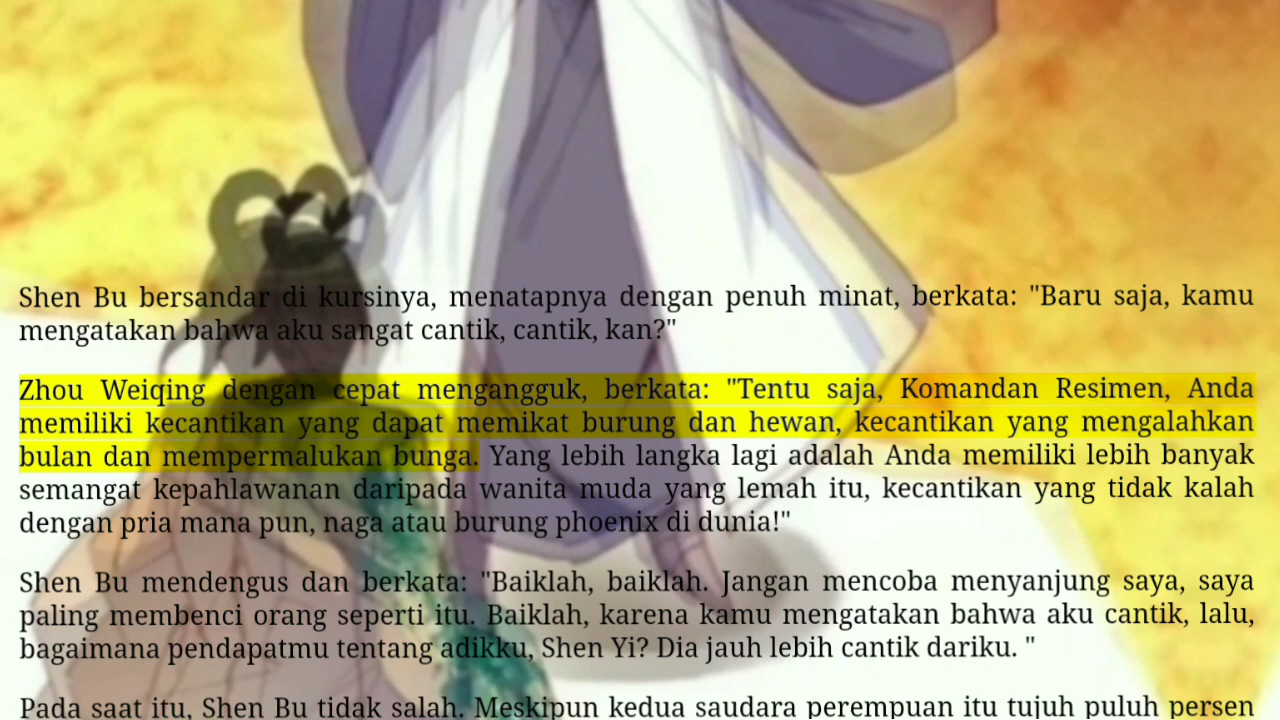 Shen Bu bersandar di kursinya, menatapnya dengan penuh minat, berkata: "Baru saja, kamu
mengatakan bahwa aku sangat cantik, cantik, kan?"
Zhou Weiqing dengan cepat mengangguk, berkata: "Tentu saja, Komandan Resimen, Anda
memiliki kecantikan yang dapat memikat burung dan hewan, kecantikan yang mengalahkan
bulan dan mempermalukan bunga. Yang lebih langka lagi adalah Anda memiliki lebih banyak
semangat kepahlawanan daripada wanita muda yang lemah itu, kecantikan yang tidak kalah
dengan pria mana pun, naga atau burung phoenix di dunia!"
Shen Bu mendengus dan berkata: "Baiklah, baiklah. Jangan mencoba menyanjung saya, saya
paling membenci orang seperti itu. Baiklah, karena kamu mengatakan bahwa aku cantik, lalu,
bagaimana pendapatmu tentang adikku, Shen Yi? Dia jauh lebih cantik dariku. "
Pada saat itu, Shen Bu tidak salah. Meskipun kedua saudara perempuan itu tujuh puluh persen